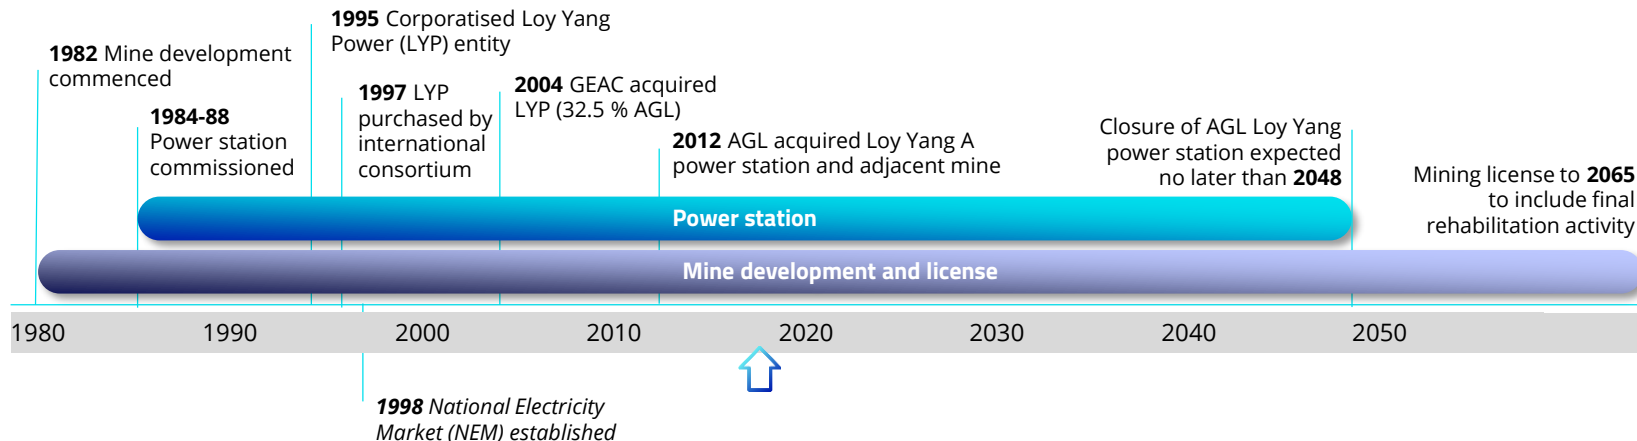 1995 Corporatised Loy Yang
Power (LYP) entity
1982 Mine development
commenced
1984-88
Power station
commissioned
1997 LYP
purchased by
international
consortium
2004 GEAC acquired
LYP (32.5 % AGL)
2012 AGL acquired Loy Yang A
power station and adjacent mine
Closure of AGL Loy Yang
power station expected
no later than 2048
Mining license to 2065
to include final
rehabilitation activity
Power station
Mine development and license
1980 1990 2000 2010 2020 2030 2040 2050
1998 National Electricity
Market (NEM) established